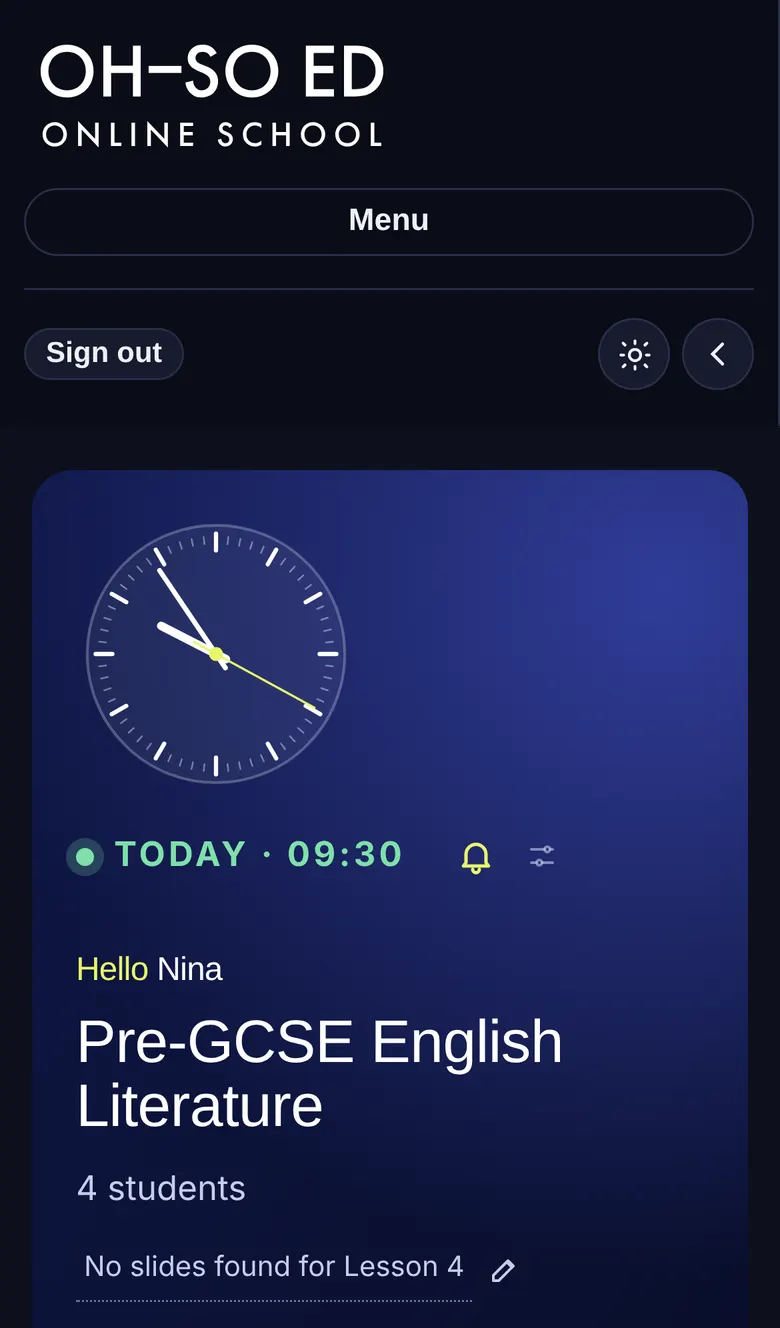 OH–SO ED
ONLINE SCHOOL
Menu
Sign out
TODAY · 09:30
Hello Nina
Pre-GCSE English
Literature
4 students
No slides found for Lesson 4